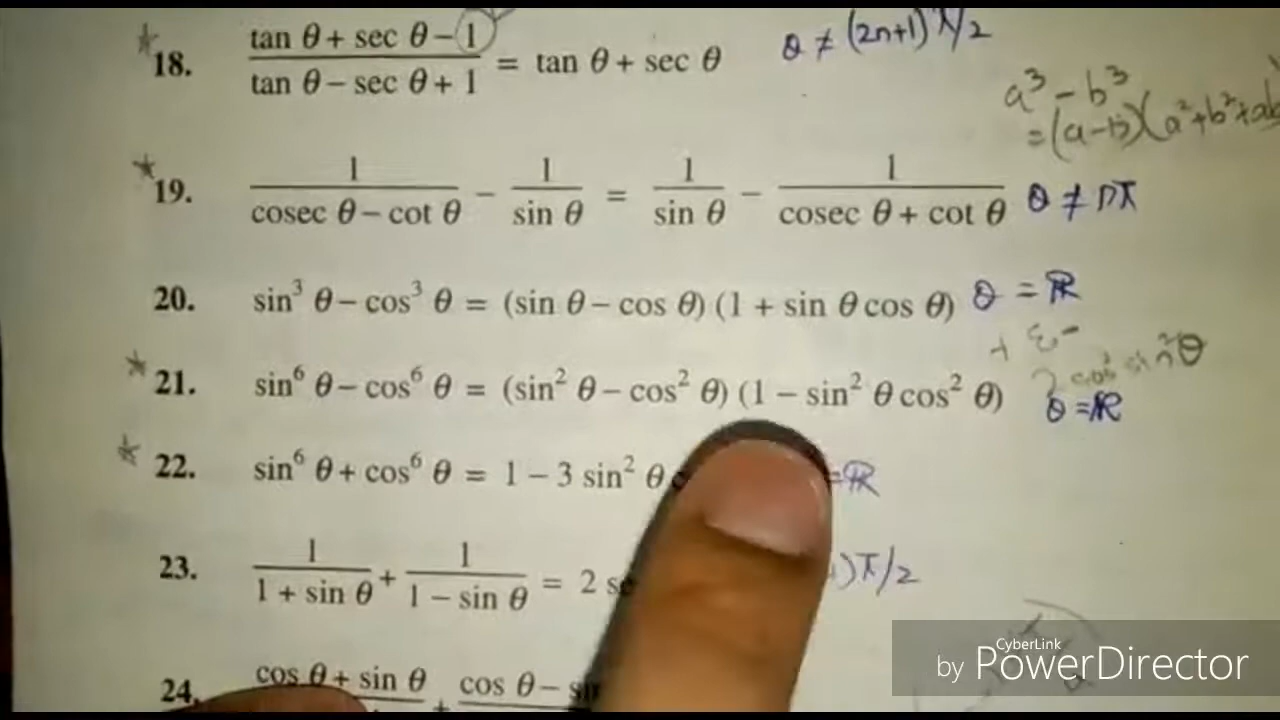 18. (tan θ + sec θ – 1)/(tan θ – sec θ + 1) = tan θ + sec θ θ ≠ (2n+1) π/2
a³ – b³
= (a–b)(a²+b²+ab
19. 1/(cosec θ – cot θ) – 1/sin θ = 1/sin θ – 1/(cosec θ + cot θ) θ ≠ nπ
20. sin³ θ – cos³ θ = (sin θ – cos θ) (1 + sin θ cos θ) θ = ℝ
21. sin⁶ θ – cos⁶ θ = (sin² θ – cos² θ) (1 – sin² θ cos² θ) θ = ℝ
22. sin⁶ θ + cos⁶ θ = 1 – 3 sin² θ =ℝ
23. 1/(1 + sin θ) + 1/(1 – sin θ) = 2 )π/2
24. cos θ + sin θ + cos θ –
CyberLink
by PowerDirector